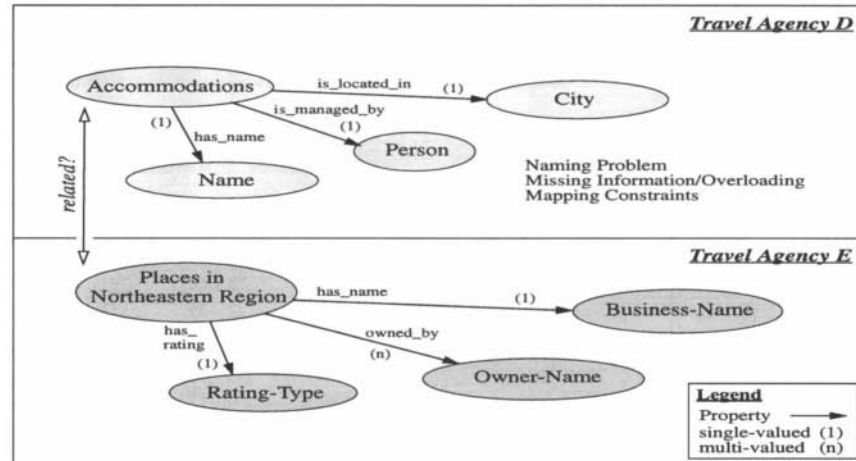 Travel Agency D
Accommodations
is_located_in
(1)
City
is_managed_by
(1)
Person
(1)
has_name
Name
related?
Naming Problem
Missing Information/Overloading
Mapping Constraints
Travel Agency E
Places in
Northeastern Region
has_name
(1)
Business-Name
has_
rating
(1)
Rating-Type
owned_by
(n)
Owner-Name
Legend
Property
single-valued (1)
multi-valued (n)